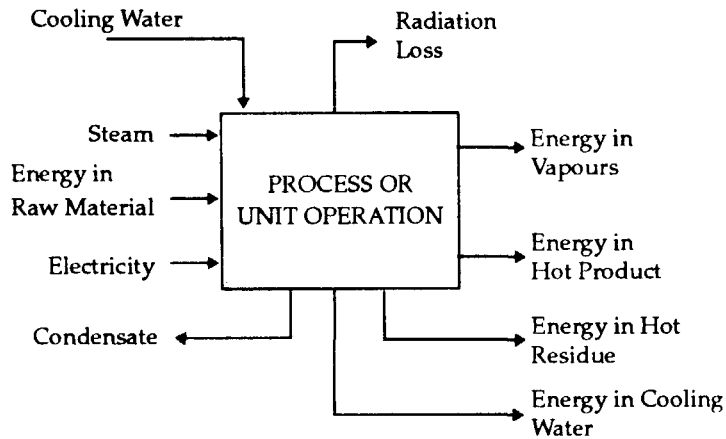 Cooling Water
Radiation
Loss
Steam
Energy in
Raw Material
Electricity
Condensate
PROCESS OR
UNIT OPERATION
Energy in
Vapours
Energy in
Hot Product
Energy in Hot
Residue
Energy in Cooling
Water